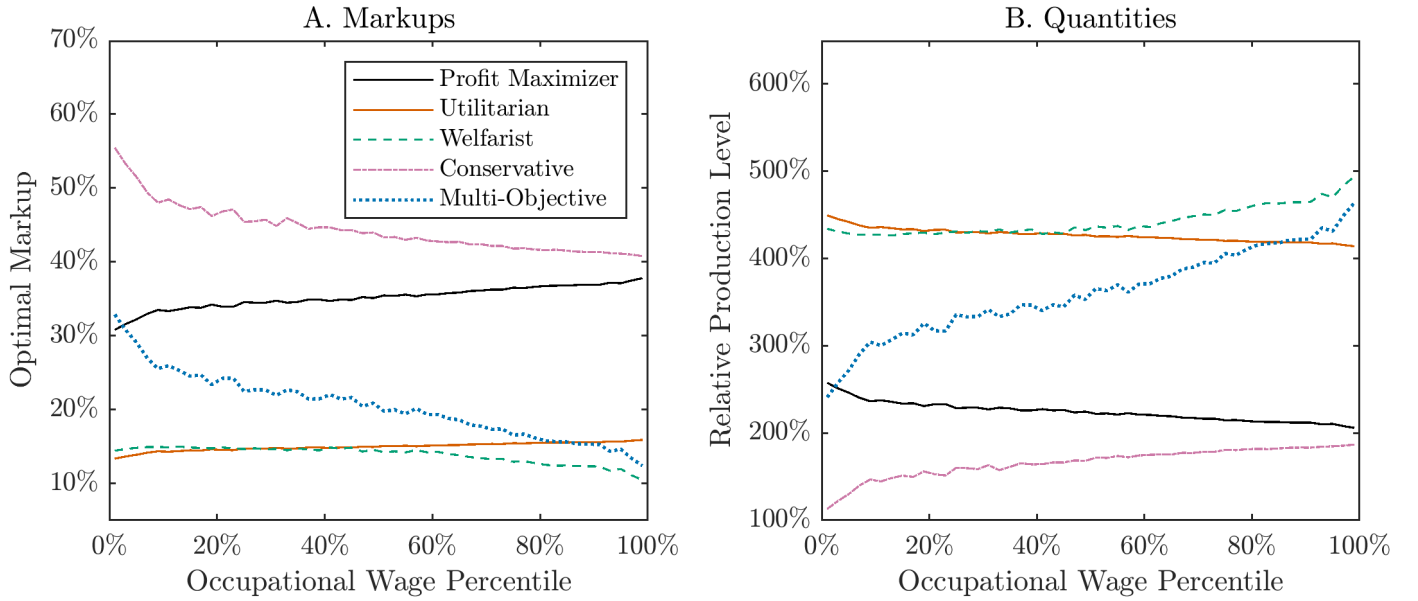 A. Markups
70%
60%
50%
40%
30%
20%
10%
Optimal Markup
Profit Maximizer
Utilitarian
Welfarist
Conservative
Multi-Objective
0% 20% 40% 60% 80% 100%
Occupational Wage Percentile
B. Quantities
600%
500%
400%
300%
200%
100%
Relative Production Level
0% 20% 40% 60% 80% 100%
Occupational Wage Percentile